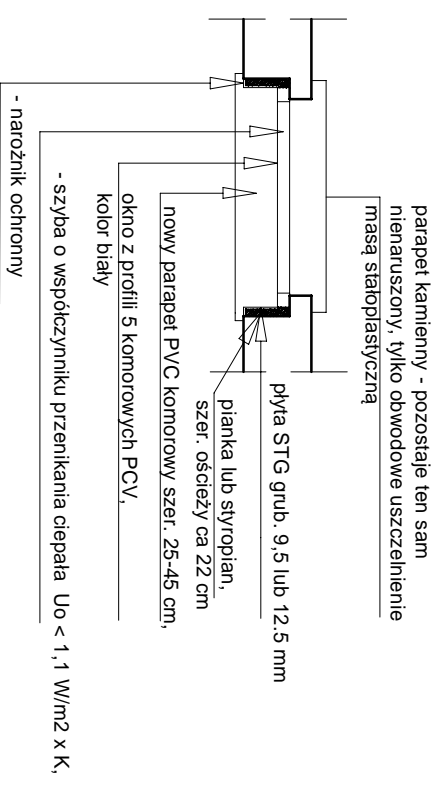 parapet kamienny - pozostaje ten sam
nienaruszony, tylko obwodowe uszczelnienie
masą stałoplastyczną
płyta STG grub. 9,5 lub 12.5 mm
pianka lub styropian,
szer. ościeży ca 22 cm
nowy parapet PVC komorowy szer. 25-45 cm,
okno z profili 5 komorowych PCV,
kolor biały
- szyba o współczynniku przenikania ciepała Uo < 1,1 W/m2 x K,
- narożnik ochronny